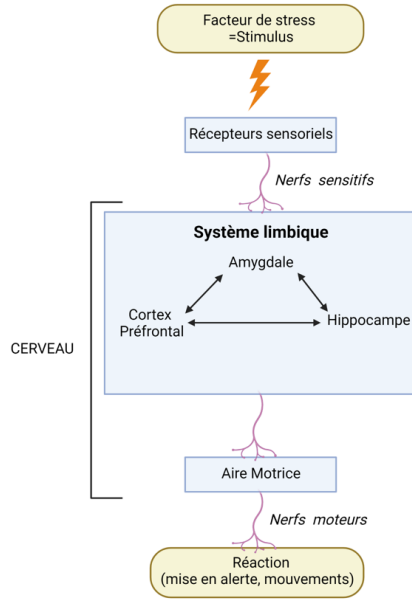 Facteur de stress
=Stimulus
Récepteurs sensoriels
Nerfs sensitifs
Système limbique
Amygdale
Cortex
Préfrontal
Hippocampe
CERVEAU
Aire Motrice
Nerfs moteurs
Réaction
(mise en alerte, mouvements)